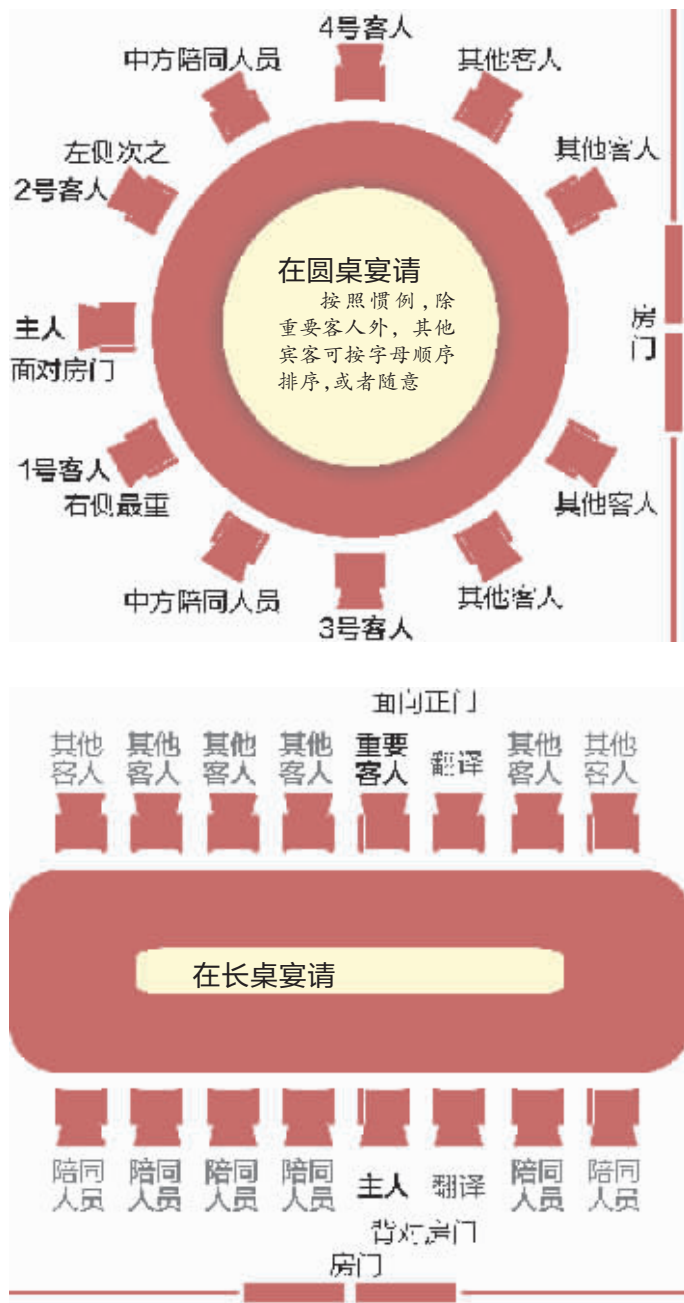 4号客人
中方陪同人员
其他客人
左侧次之
2号客人
其他客人
在圆桌宴请
按照惯例,除
重要客人外,其他
宾客可按字母顺序
排序,或者随意
主人
面对房门
房
门
1号客人
右侧最重
其他客人
中方陪同人员
其他客人
3号客人
面向正门
其他 其他 其他 其他 重要 翻译 其他 其他
客人 客人 客人 客人 客人 客人 客人
在长桌宴请
陪同 陪同 陪同 陪同 主人 翻译 陪同 陪同
人员 人员 人员 人员 人员 人员
背对房门
房门